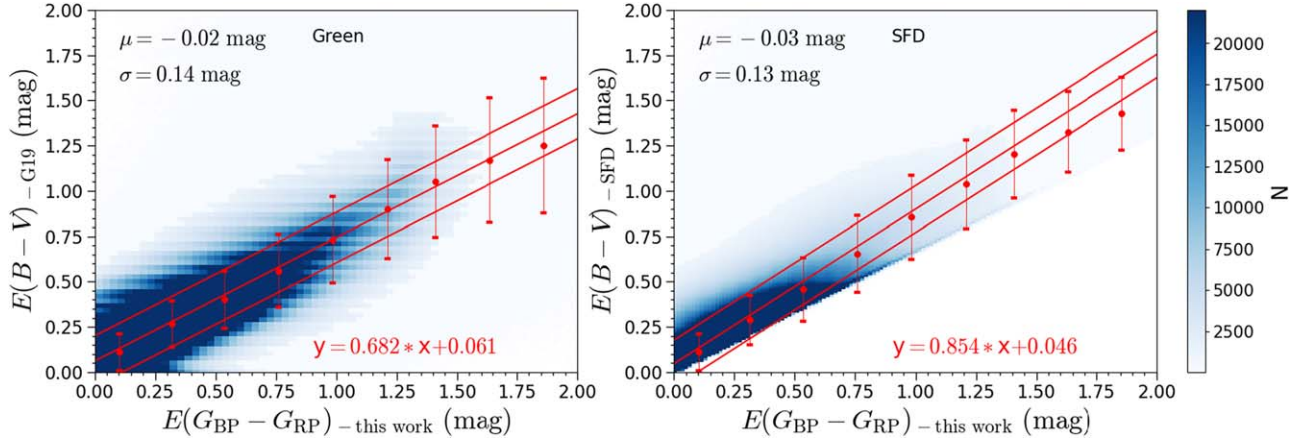 2.00
1.75
1.50
1.25
1.00
0.75
0.50
0.25
0.00
E(B − V) − G19 (mag)
μ = − 0.02 mag
Green
σ = 0.14 mag
y=0.682∗x+0.061
0.00 0.25 0.50 0.75 1.00 1.25 1.50 1.75 2.00
E(G_BP − G_RP) − this work (mag)
2.00
1.75
1.50
1.25
1.00
0.75
0.50
0.25
0.00
E(B − V) − SFD (mag)
μ = − 0.03 mag
SFD
σ = 0.13 mag
y=0.854∗x+0.046
0.00 0.25 0.50 0.75 1.00 1.25 1.50 1.75 2.00
E(G_BP − G_RP) − this work (mag)
20000
17500
15000
12500
10000
7500
5000
2500
N